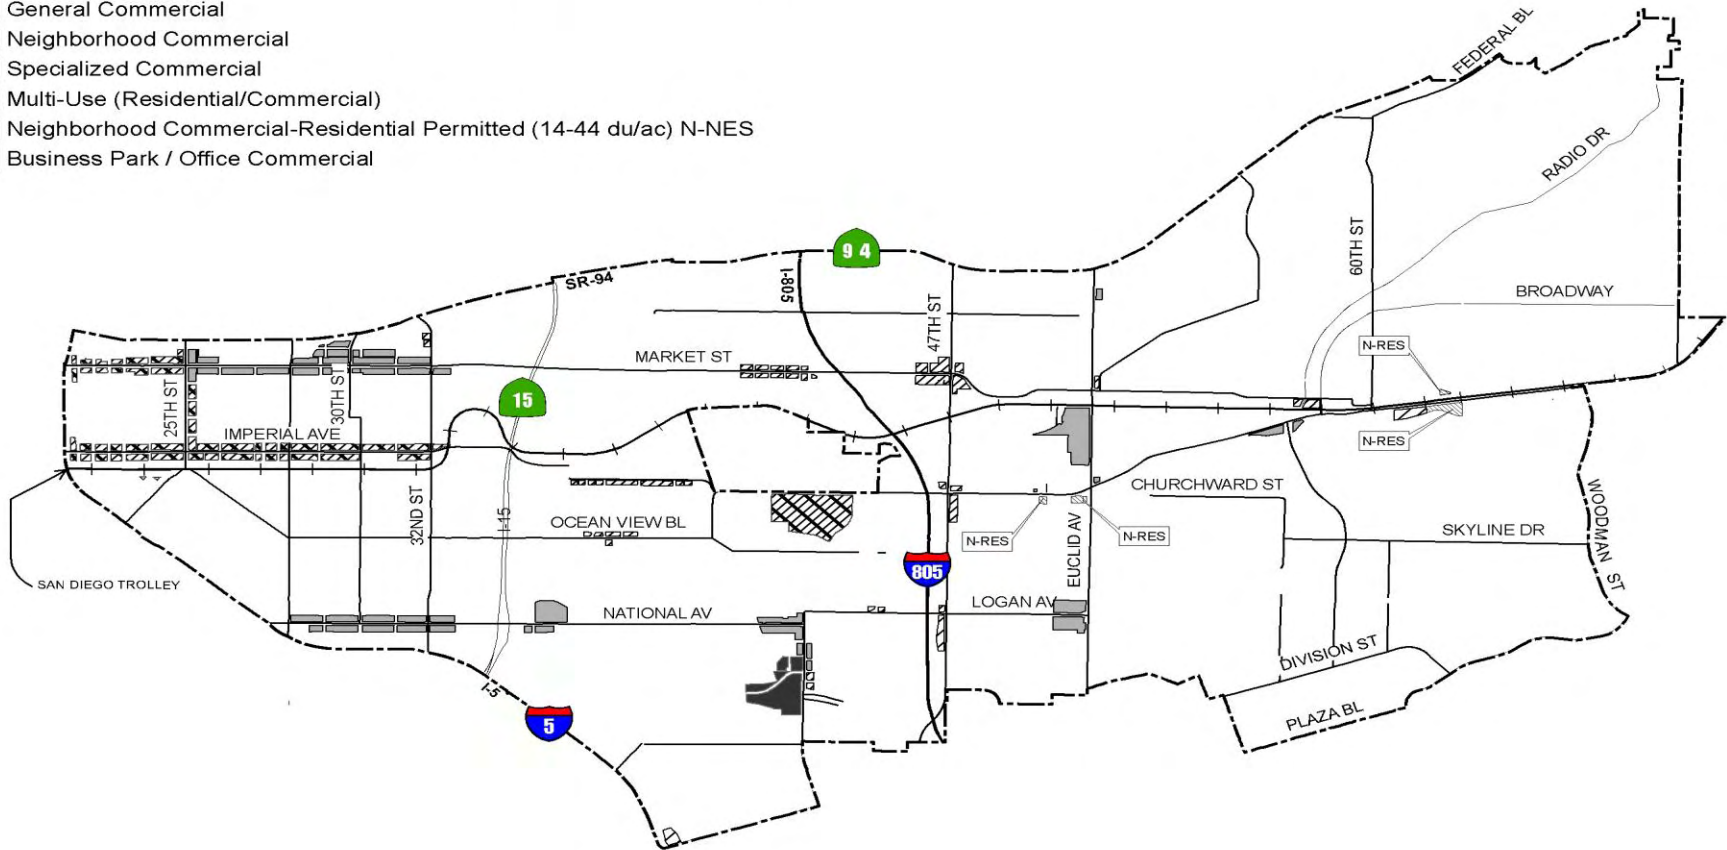 General Commercial
Neighborhood Commercial
Specialized Commercial
Multi-Use (Residential/Commercial)
Neighborhood Commercial-Residential Permitted (14-44 du/ac) N-NES
Business Park / Office Commercial
FEDERAL BL
RADIO DR
60TH ST
94
SR-94
I-805
BROADWAY
47TH ST
N-RES
MARKET ST
15
25TH ST
30TH ST
IMPERIAL AVE
N-RES
CHURCHWARD ST
WOODMAN ST
32ND ST
I-15
OCEAN VIEW BL
N-RES
N-RES
EUCLID AV
SKYLINE DR
SAN DIEGO TROLLEY
805
NATIONAL AV
LOGAN AV
DIVISION ST
I-5
5
PLAZA BL